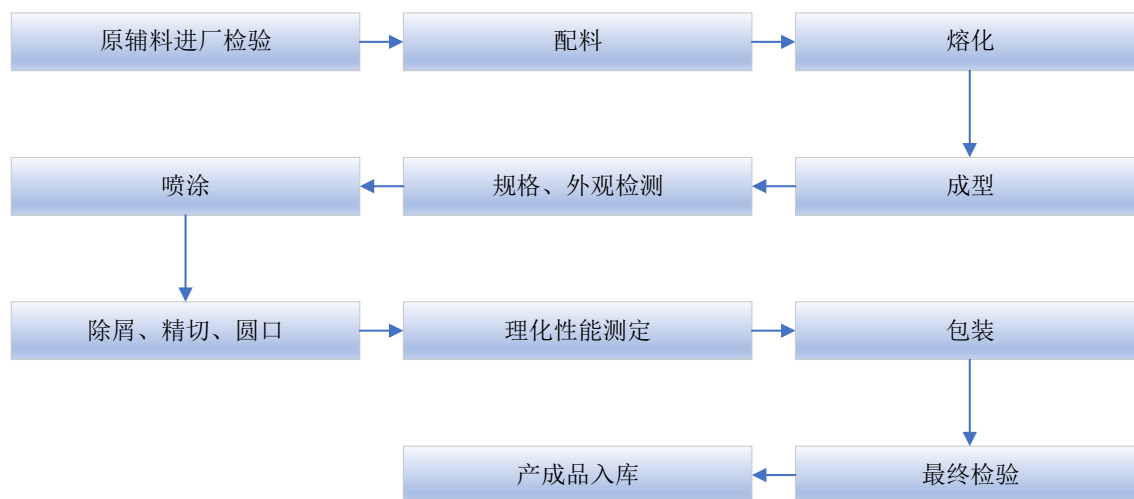 原辅料进厂检验
配料
熔化
成型
规格、外观检测
喷涂
除屑、精切、圆口
理化性能测定
包装
最终检验
产成品入库